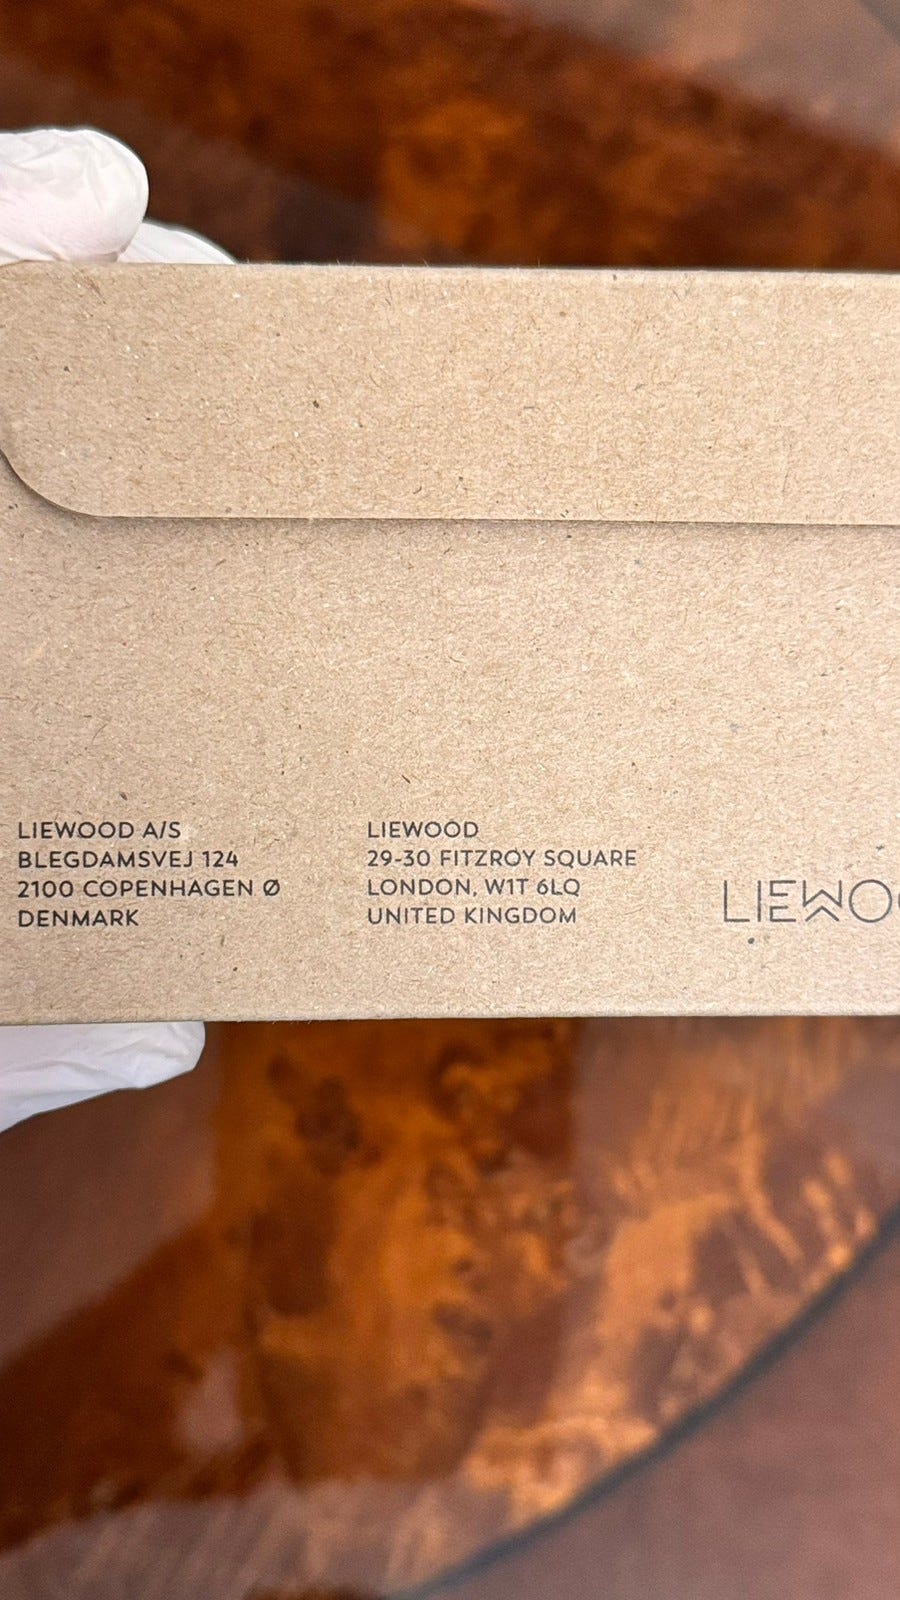 LIEWOOD A/S
BLEGDAMSVEJ 124
2100 COPENHAGEN Ø
DENMARK
LIEWOOD
29-30 FITZROY SQUARE
LONDON, W1T 6LQ
UNITED KINGDOM